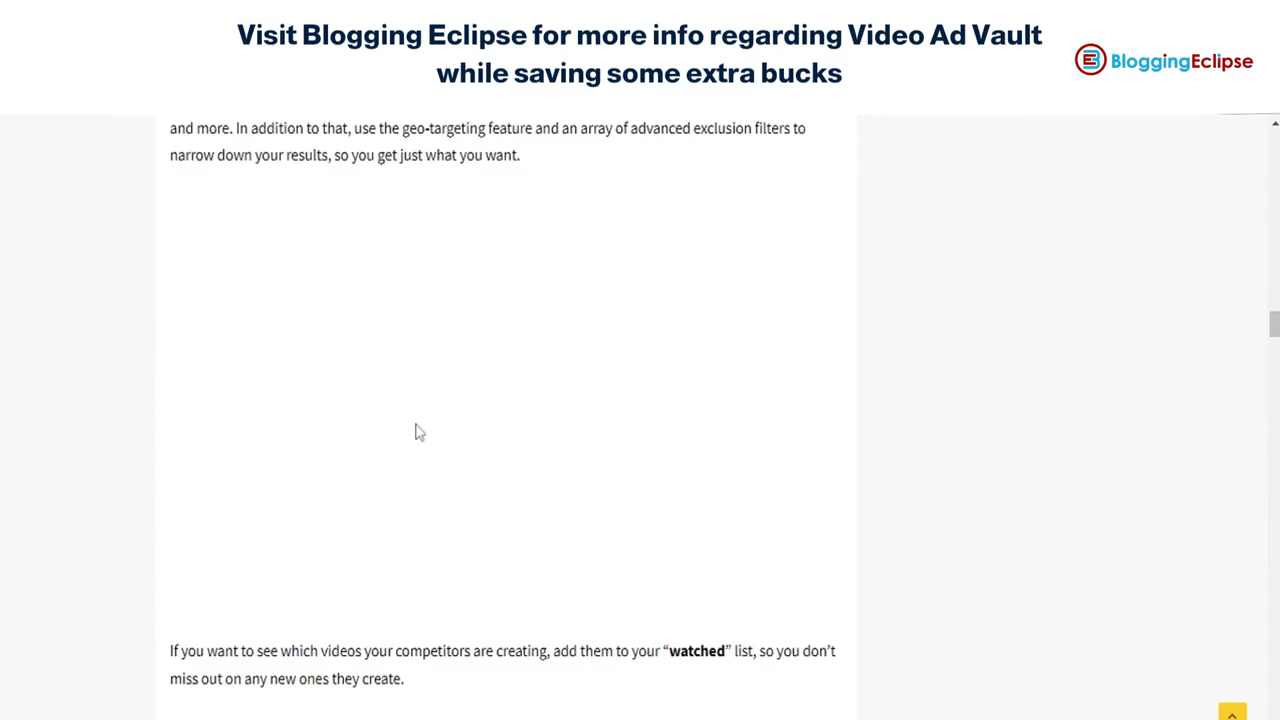 Visit Blogging Eclipse for more info regarding Video Ad Vault
while saving some extra bucks
BloggingEclipse
and more. In addition to that, use the geo-targeting feature and an array of advanced exclusion filters to
narrow down your results, so you get just what you want.
If you want to see which videos your competitors are creating, add them to your “watched” list, so you don’t
miss out on any new ones they create.